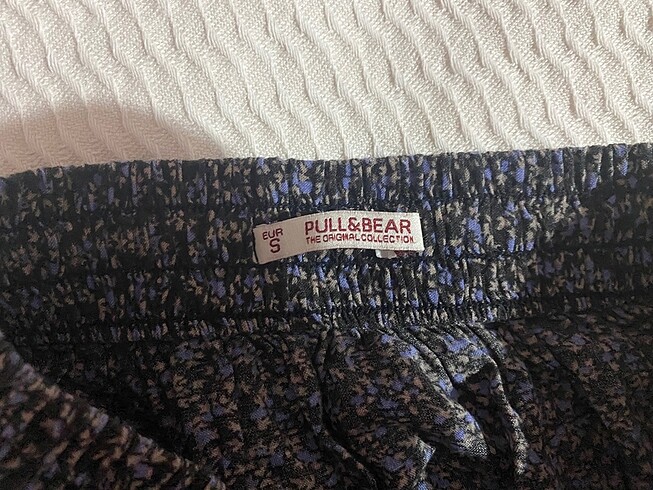 EUR
S
PULL&BEAR
THE ORIGINAL COLLECTION